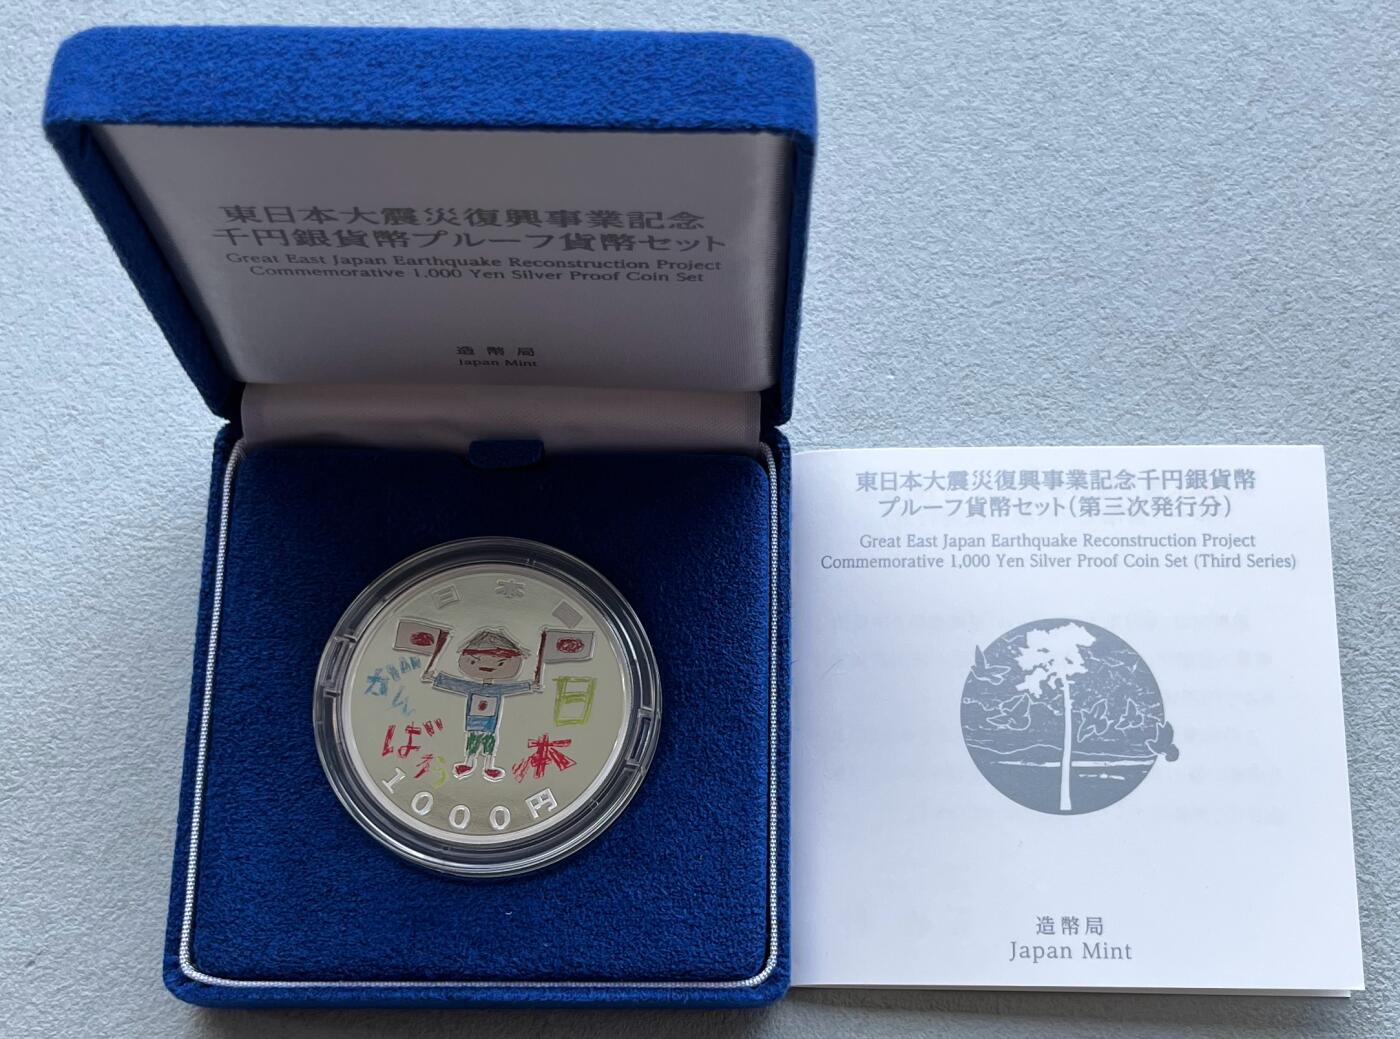 東日本大震災復興事業記念
千円銀貨幣プルーフ貨幣セット
Great East Japan Earthquake Reconstruction Project
Commemorative 1,000 Yen Silver Proof Coin Set
造幣局
Japan Mint
日本国
がん
ばろう
日
本
1000円
東日本大震災復興事業記念千円銀貨幣
プルーフ貨幣セット(第三次発行分)
Great East Japan Earthquake Reconstruction Project
Commemorative 1,000 Yen Silver Proof Coin Set (Third Series)
造幣局
Japan Mint